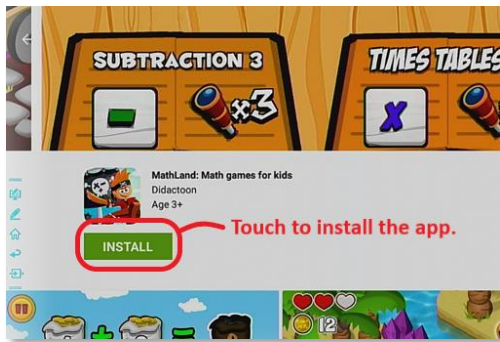 SUBTRACTION 3
TIMES TABLES
x3
X
MathLand: Math games for kids
Didactoon
Age 3+
INSTALL
Touch to install the app.
12